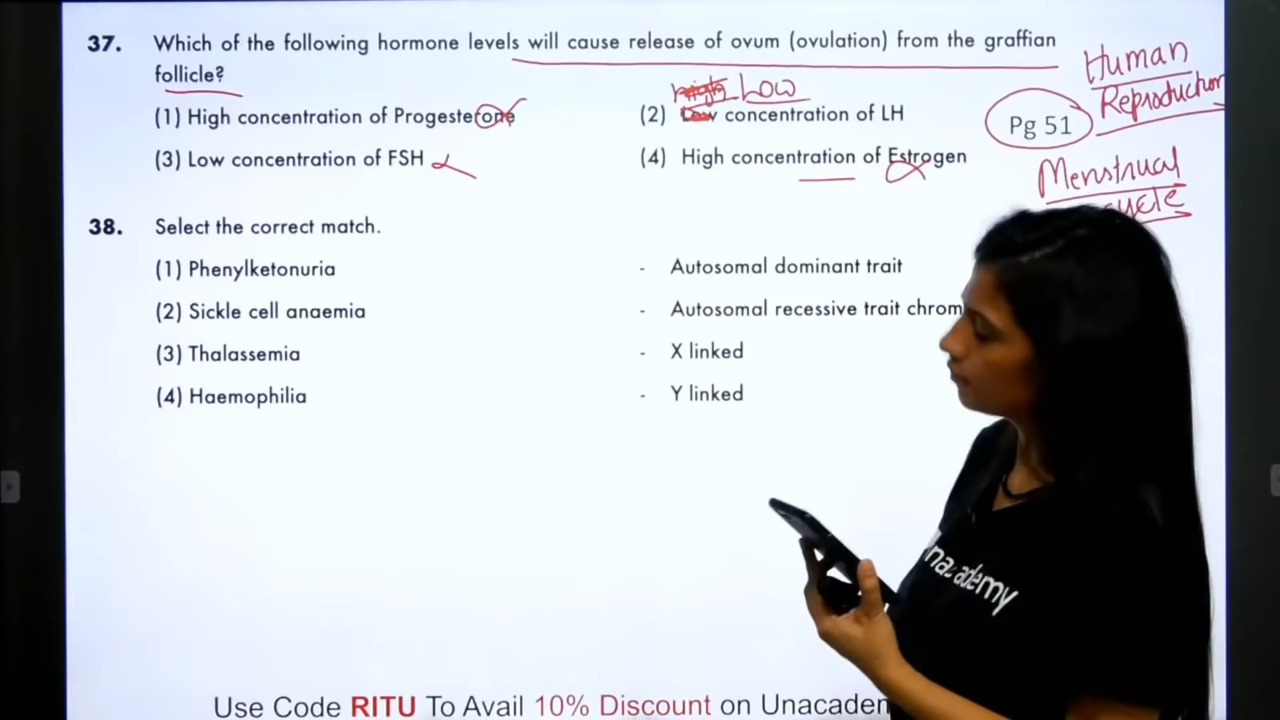 37. Which of the following hormone levels will cause release of ovum (ovulation) from the graffian
follicle?
Low
(1) High concentration of Progesterone
(2) Low concentration of LH
(3) Low concentration of FSH
(4) High concentration of Estrogen
Human
Reproduction
Pg 51
Menstrual
cycle
38. Select the correct match.
(1) Phenylketonuria - Autosomal dominant trait
(2) Sickle cell anaemia - Autosomal recessive trait chrom
(3) Thalassemia - X linked
(4) Haemophilia - Y linked
unacademy
Use Code RITU To Avail 10% Discount on Unacadem